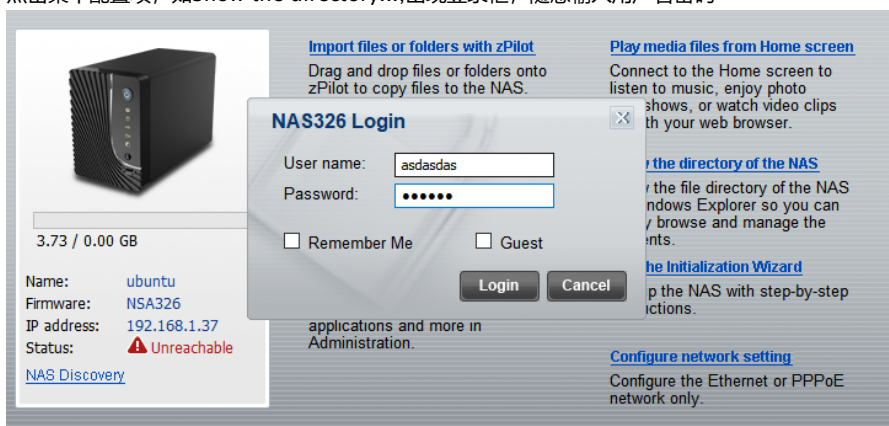 Import files or folders with zPilot
Drag and drop files or folders onto
zPilot to copy files to the NAS.
Play media files from Home screen
Connect to the Home screen to
listen to music, enjoy photo
shows, or watch video clips
th your web browser.
NAS326 Login
User name: asdasdas
Password: ••••••
Remember Me Guest
Login Cancel
the directory of the NAS
the file directory of the NAS
ndows Explorer so you can
browse and manage the
ents.
he Initialization Wizard
p the NAS with step-by-step
uctions.
3.73 / 0.00 GB
Name: ubuntu
Firmware: NSA326
IP address: 192.168.1.37
Status: Unreachable
NAS Discovery
applications and more in
Administration.
Configure network setting
Configure the Ethernet or PPPoE
network only.